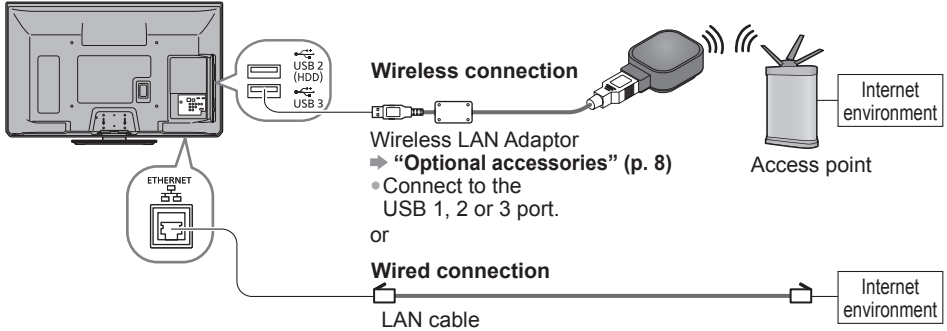 USB 2
(HDD)
USB 3
Wireless connection
Wireless LAN Adaptor
➡ “Optional accessories” (p. 8)
● Connect to the
USB 1, 2 or 3 port.
or
Access point
Internet
environment
ETHERNET
Wired connection
LAN cable
Internet
environment